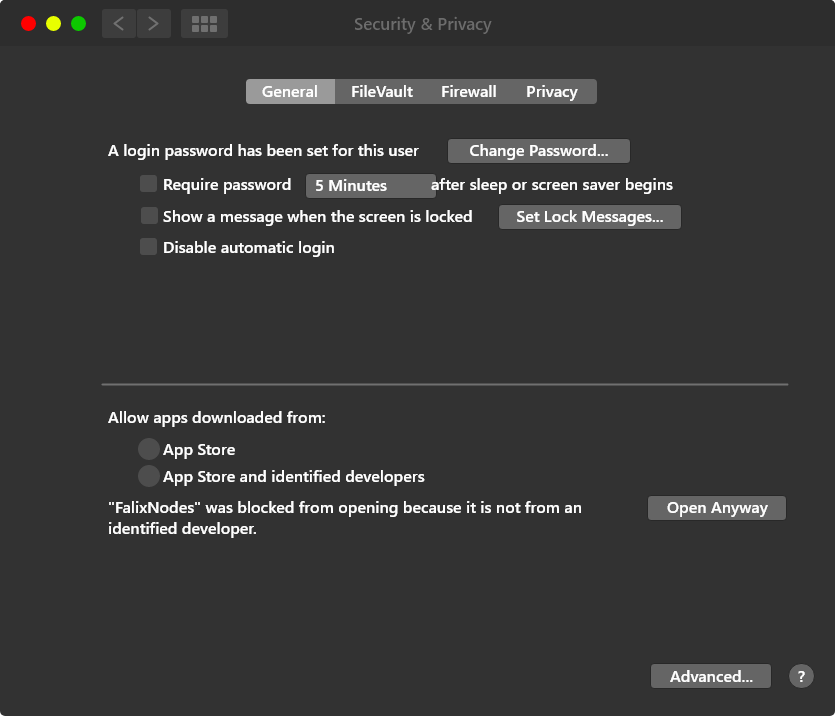 Security & Privacy
General FileVault Firewall Privacy
A login password has been set for this user Change Password...
Require password 5 Minutes after sleep or screen saver begins
Show a message when the screen is locked Set Lock Messages...
Disable automatic login
Allow apps downloaded from:
App Store
App Store and identified developers
"FalixNodes" was blocked from opening because it is not from an Open Anyway
identified developer.
Advanced... ?